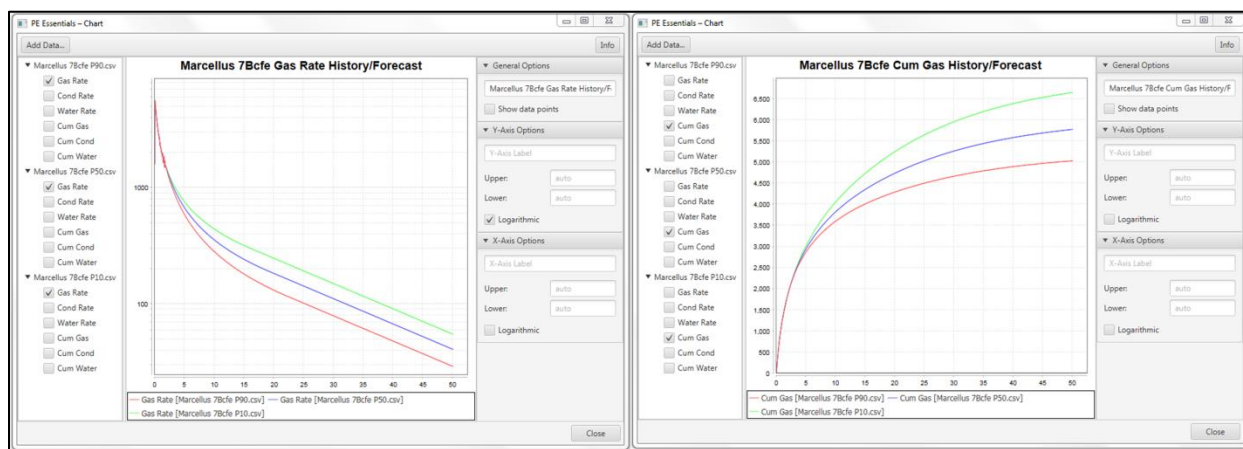 PE Essentials – Chart
Add Data...
Info
Marcellus 7Bcfe P90.csv
Gas Rate
Cond Rate
Water Rate
Cum Gas
Cum Cond
Cum Water
Marcellus 7Bcfe P50.csv
Gas Rate
Cond Rate
Water Rate
Cum Gas
Cum Cond
Cum Water
Marcellus 7Bcfe P10.csv
Gas Rate
Cond Rate
Water Rate
Cum Gas
Cum Cond
Cum Water
Marcellus 7Bcfe Gas Rate History/Forecast
1000
100
0 5 10 15 20 25 30 35 40 45 50
Gas Rate [Marcellus 7Bcfe P90.csv] Gas Rate [Marcellus 7Bcfe P50.csv]
Gas Rate [Marcellus 7Bcfe P10.csv]
General Options
Marcellus 7Bcfe Gas Rate History/F
Show data points
Y-Axis Options
Y-Axis Label
Upper: auto
Lower: auto
Logarithmic
X-Axis Options
X-Axis Label
Upper: auto
Lower: auto
Logarithmic
Close
PE Essentials – Chart
Add Data...
Info
Marcellus 7Bcfe P90.csv
Gas Rate
Cond Rate
Water Rate
Cum Gas
Cum Cond
Cum Water
Marcellus 7Bcfe P50.csv
Gas Rate
Cond Rate
Water Rate
Cum Gas
Cum Cond
Cum Water
Marcellus 7Bcfe P10.csv
Gas Rate
Cond Rate
Water Rate
Cum Gas
Cum Cond
Cum Water
Marcellus 7Bcfe Cum Gas History/Forecast
6,500
6,000
5,500
5,000
4,500
4,000
3,500
3,000
2,500
2,000
1,500
1,000
500
0
0 5 10 15 20 25 30 35 40 45 50
Cum Gas [Marcellus 7Bcfe P90.csv] Cum Gas [Marcellus 7Bcfe P50.csv]
Cum Gas [Marcellus 7Bcfe P10.csv]
General Options
Marcellus 7Bcfe Cum Gas History/F
Show data points
Y-Axis Options
Y-Axis Label
Upper: auto
Lower: auto
Logarithmic
X-Axis Options
X-Axis Label
Upper: auto
Lower: auto
Logarithmic
Close